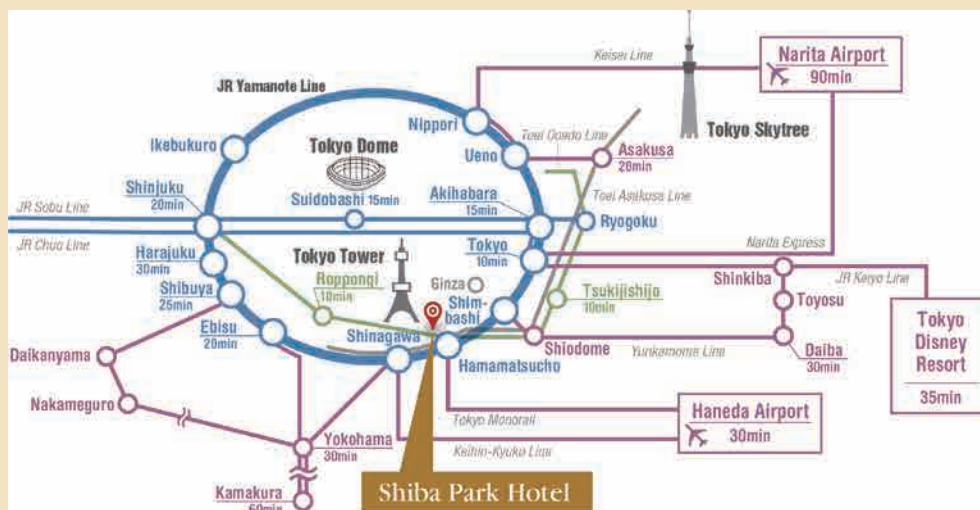 Keisei Line
Narita Airport
90min
JR Yamanote Line
Nippori
Tokyo Skytree
Ikebukuro
Tokyo Dome
Ueno
Toei Oedo Line
Asakusa
20min
Shinjuku
20min
Suidobashi 15min
Akihabara
15min
Toei Asakusa Line
Ryogoku
JR Sobu Line
JR Chuo Line
Harajuku
30min
Tokyo Tower
Tokyo
10min
Narita Express
Roppongi
10min
Ginza
Shinkiba
JR Keiyo Line
Shibuya
25min
Shim-
bashi
Tsukijishijo
10min
Toyosu
Ebisu
20min
Shinagawa
Hamamatsucho
Shiodome
Yurikamome Line
Daiba
30min
Tokyo
Disney
Resort
35min
Daikanyama
Nakameguro
Tokyo Monorail
Haneda Airport
30min
Yokohama
30min
Keihin-Kyuko Line
Kamakura
60min
Shiba Park Hotel